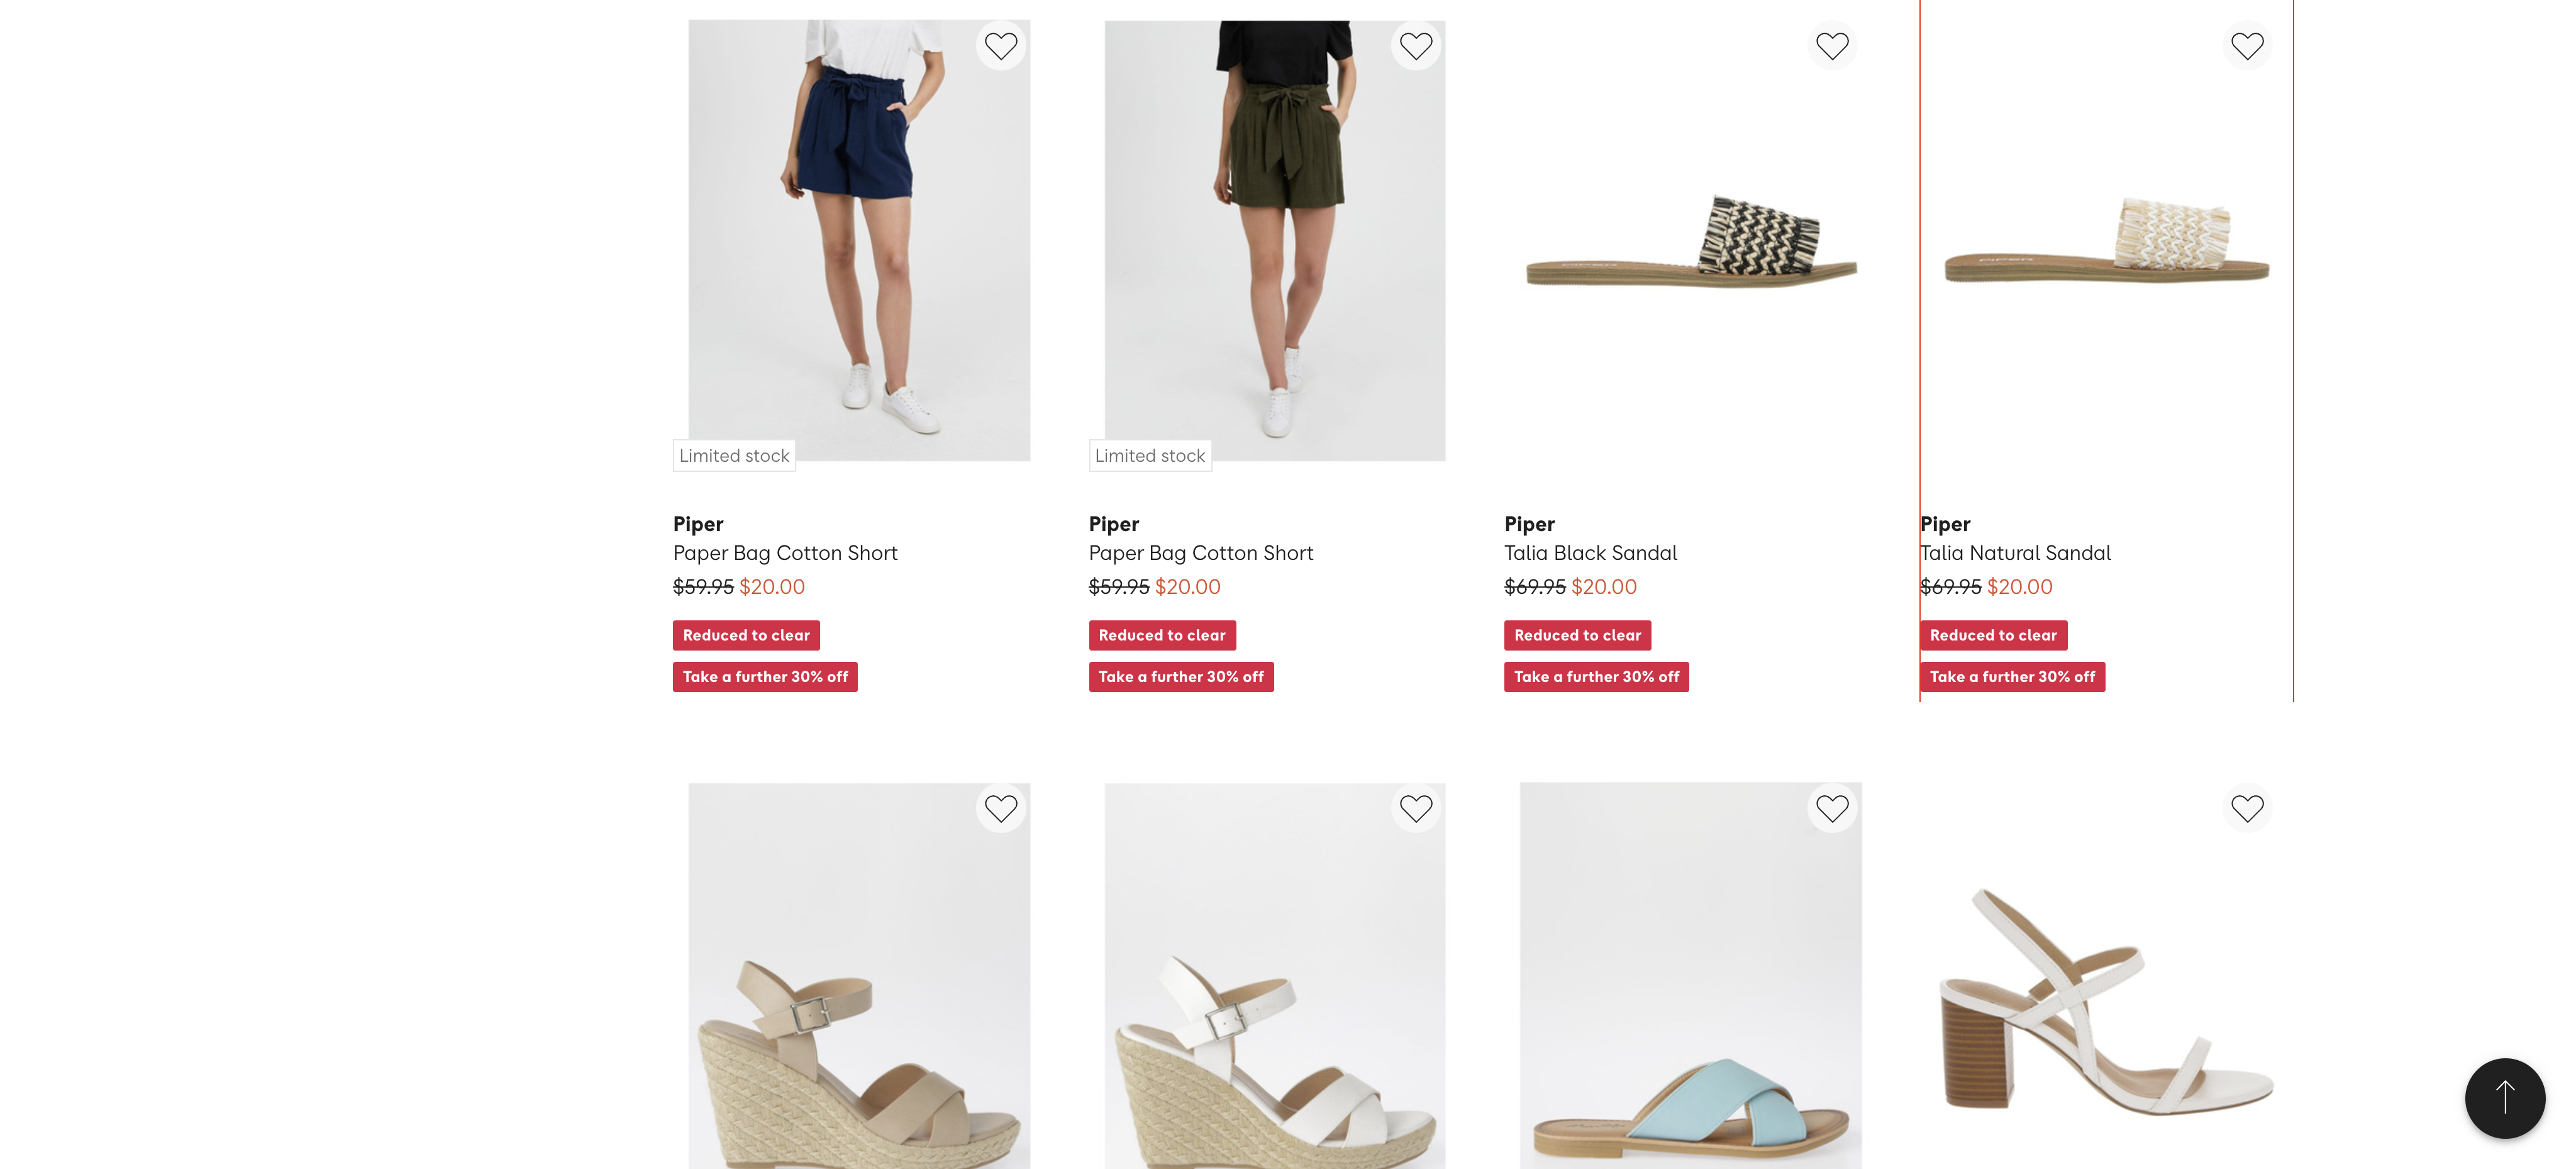 Limited stock
Limited stock
Piper
Paper Bag Cotton Short
$59.95 $20.00
Reduced to clear
Take a further 30% off
Piper
Paper Bag Cotton Short
$59.95 $20.00
Reduced to clear
Take a further 30% off
Piper
Talia Black Sandal
$69.95 $20.00
Reduced to clear
Take a further 30% off
PIPER
Piper
Talia Natural Sandal
$69.95 $20.00
Reduced to clear
Take a further 30% off